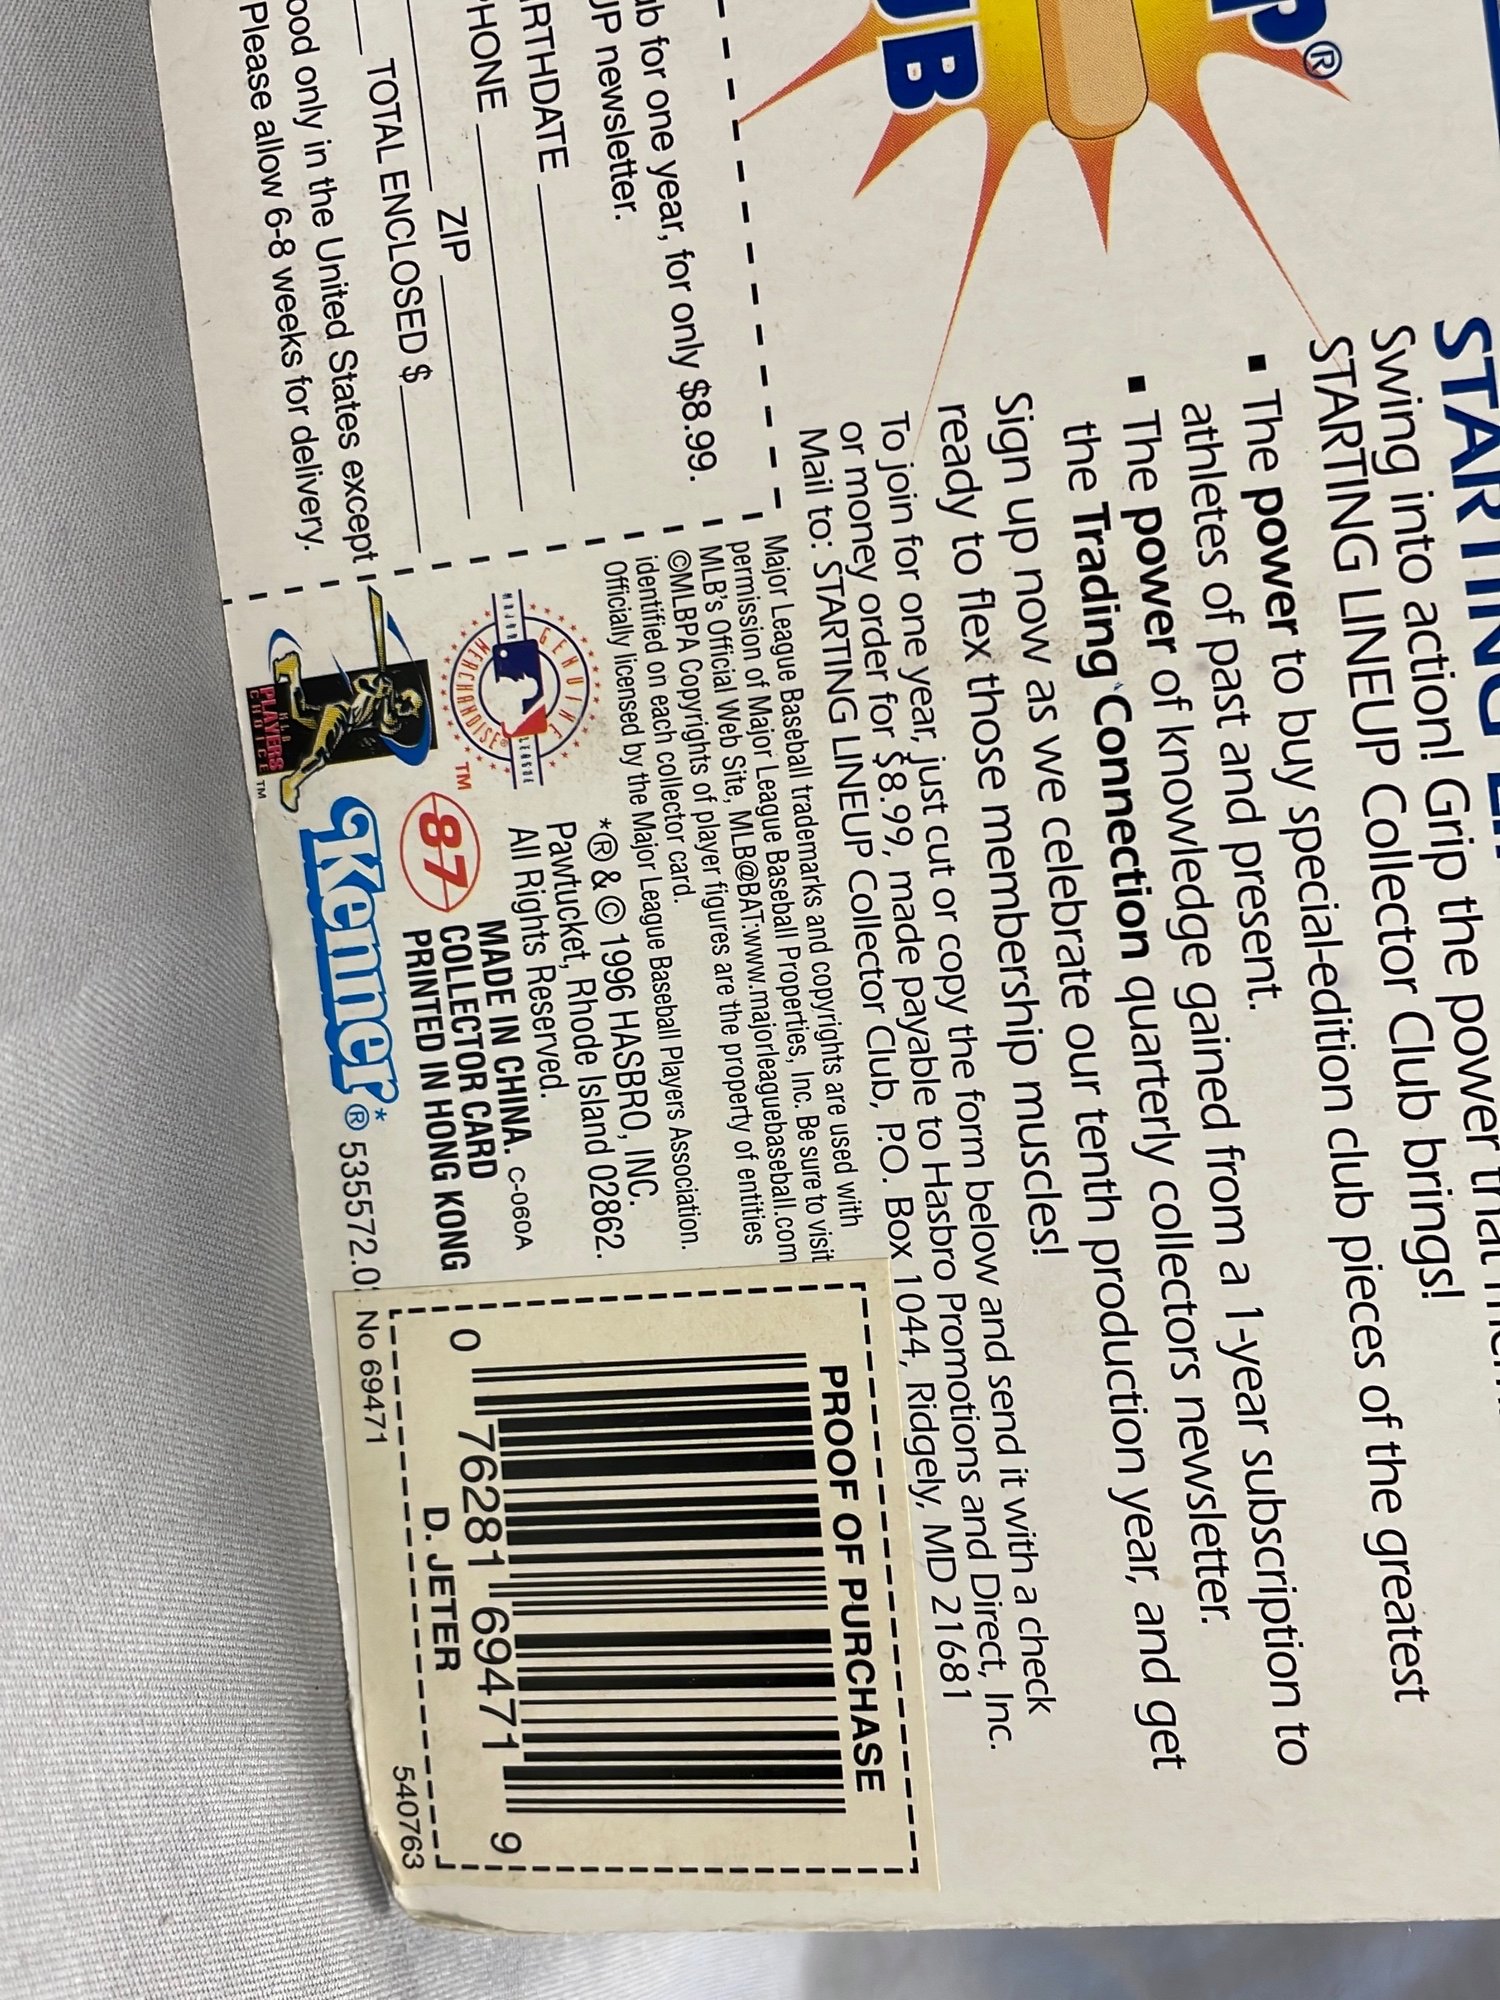 P®
UB
STARTING
Swing into action! Grip the power that
STARTING LINEUP Collector Club brings!
▪ The power to buy special-edition club pieces of the greatest
athletes of past and present.
▪ The power of knowledge gained from a 1-year subscription to
the Trading Connection quarterly collectors newsletter.
Sign up now as we celebrate our tenth production year, and get
ready to flex those membership muscles!
To join for one year, just cut or copy the form below and send it with a check
or money order for $8.99, made payable to Hasbro Promotions and Direct, Inc.
Mail to: STARTING LINEUP Collector Club, P.O. Box 1044, Ridgely, MD 21681
ub for one year, for only $8.99.
UP newsletter.
RTHDATE
PHONE
ZIP
TOTAL ENCLOSED $
ood only in the United States except
Please allow 6-8 weeks for delivery.
Major League Baseball trademarks and copyrights are used with
permission of Major League Baseball Properties, Inc. Be sure to visit
MLB's Official Web Site, MLB@BAT:www.majorleaguebaseball.com
©MLBPA Copyrights of player figures are the property of entities
identified on each collector card.
Officially licensed by the Major League Baseball Players Association.
GENUINE
MAJOR LEAGUE
MERCHANDISE®
TM
*® & © 1996 HASBRO, INC.
Pawtucket, Rhode Island 02862.
All Rights Reserved.
87
MADE IN CHINA. C-060A
COLLECTOR CARD
PRINTED IN HONG KONG
MLB
PLAYERS
CHOICE™
Kenner*® 535572.0
PROOF OF PURCHASE
0 76281 69471 9
D. JETER
No 69471
540763